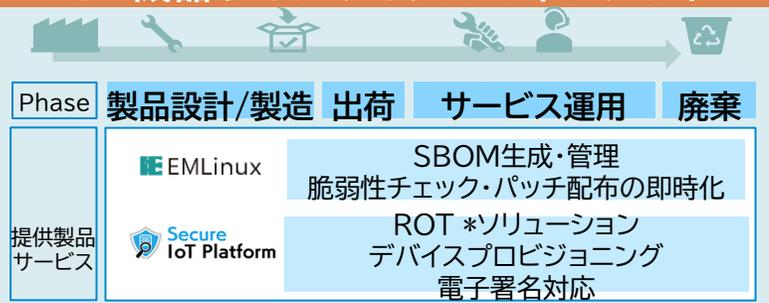 Phase
製品設計/製造
出荷
サービス運用
廃棄
提供製品
サービス
EMLinux
SBOM生成・管理
脆弱性チェック・パッチ配布の即時化
Secure
IoT Platform
ROT *ソリューション
デバイスプロビジョニング
電子署名対応